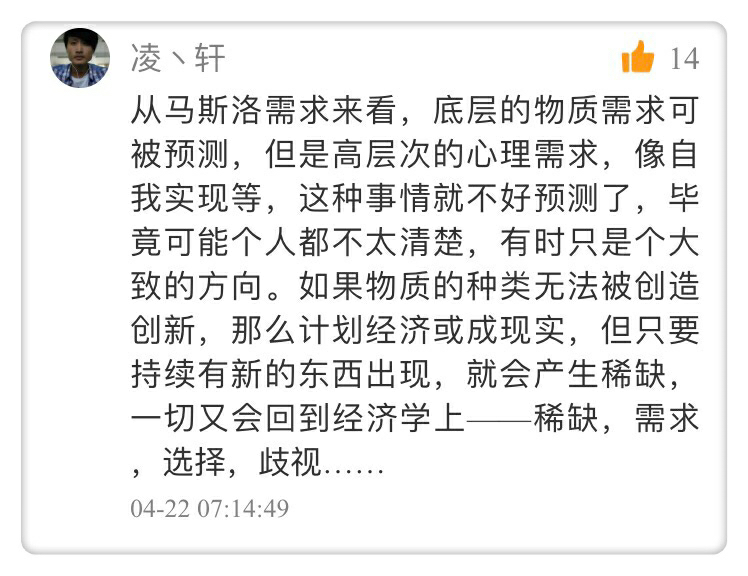 凌丶轩
14
从马斯洛需求来看，底层的物质需求可
被预测，但是高层次的心理需求，像自
我实现等，这种事情就不好预测了，毕
竟可能个人都不太清楚，有时只是个大
致的方向。如果物质的种类无法被创造
创新，那么计划经济或成现实，但只要
持续有新的东西出现，就会产生稀缺，
一切又会回到经济学上——稀缺，需求
，选择，歧视……
04-22 07:14:49